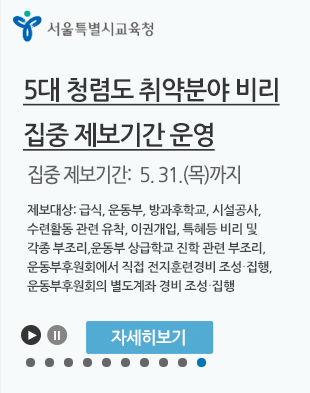 서울특별시교육청
5대 청렴도 취약분야 비리
집중 제보기간 운영
집중 제보기간: 5. 31.(목)까지
제보대상: 급식, 운동부, 방과후학교, 시설공사,
수련활동 관련 유착, 이권개입, 특혜등 비리 및
각종 부조리,운동부 상급학교 진학 관련 부조리,
운동부후원회에서 직접 전지훈련경비 조성·집행,
운동부후원회의 별도계좌 경비 조성·집행
자세히보기